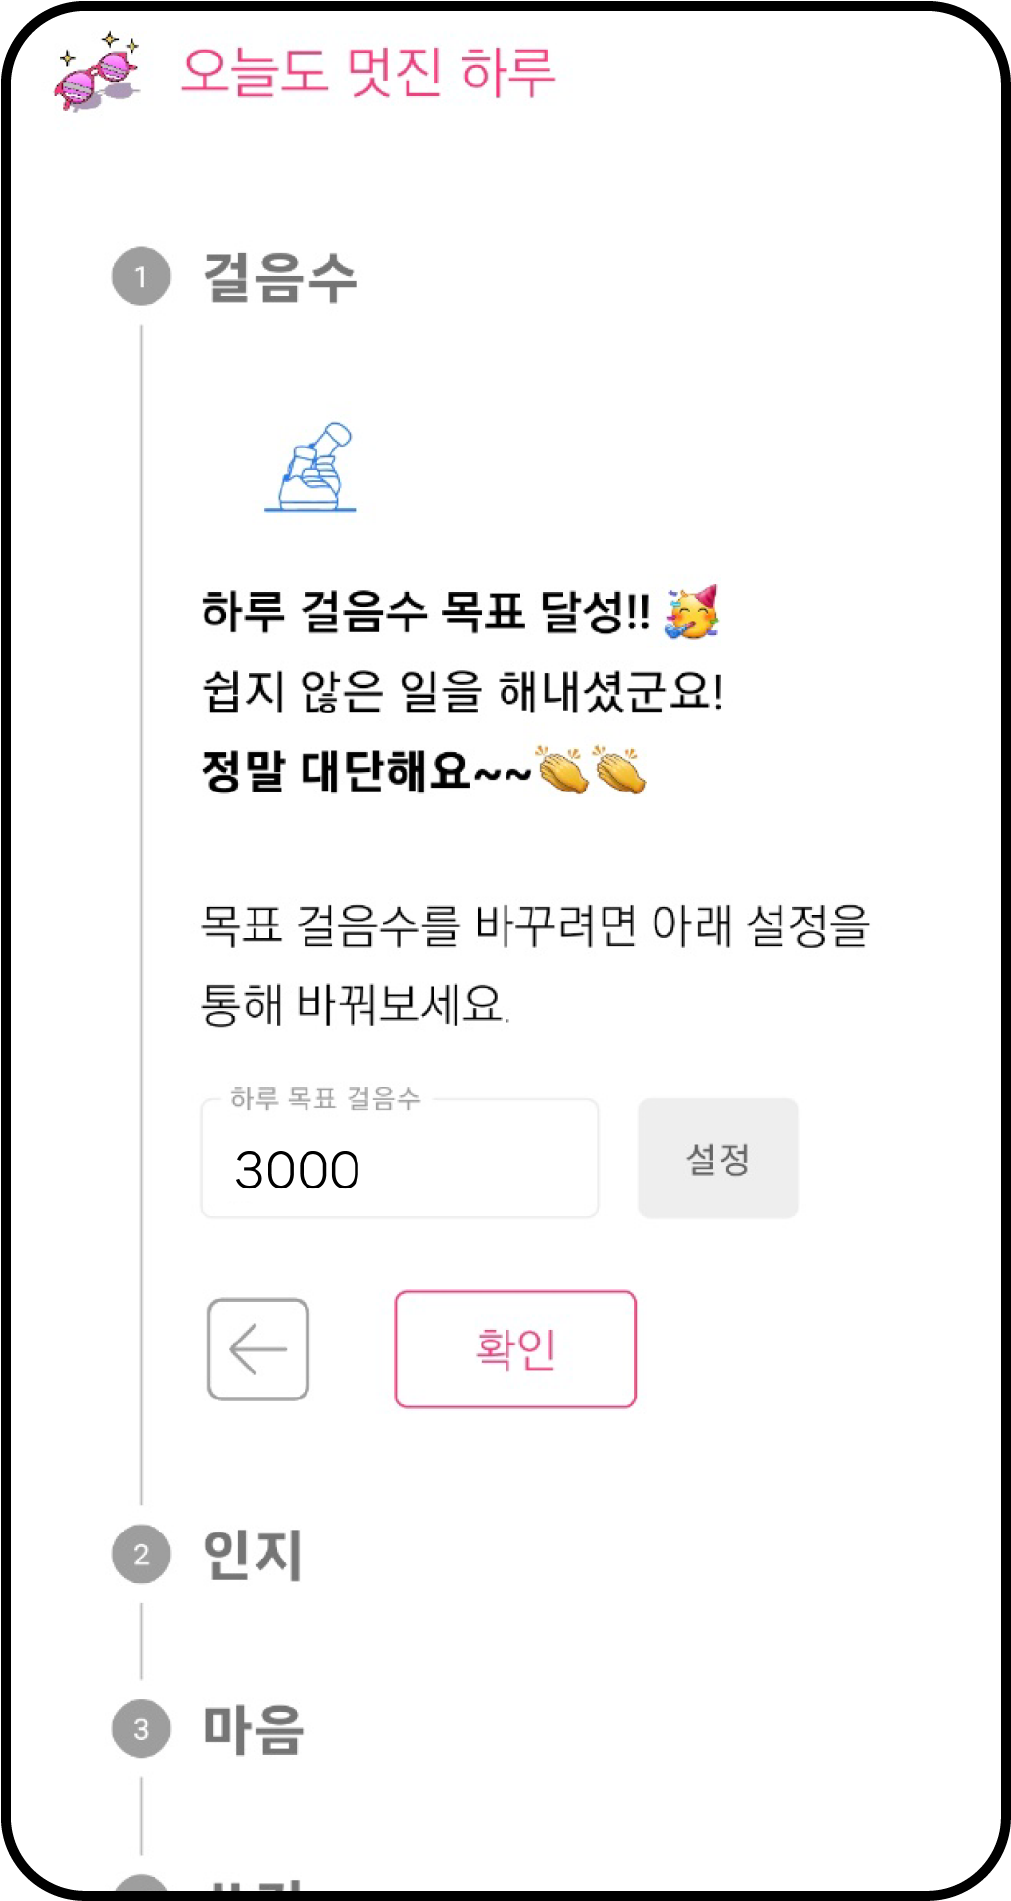 오늘도 멋진 하루
1 걸음수
하루 걸음수 목표 달성!! 🥳
쉽지 않은 일을 해내셨군요!
정말 대단해요~~👏👏
목표 걸음수를 바꾸려면 아래 설정을
통해 바꿔보세요.
하루 목표 걸음수
3000 설정
확인
2 인지
3 마음